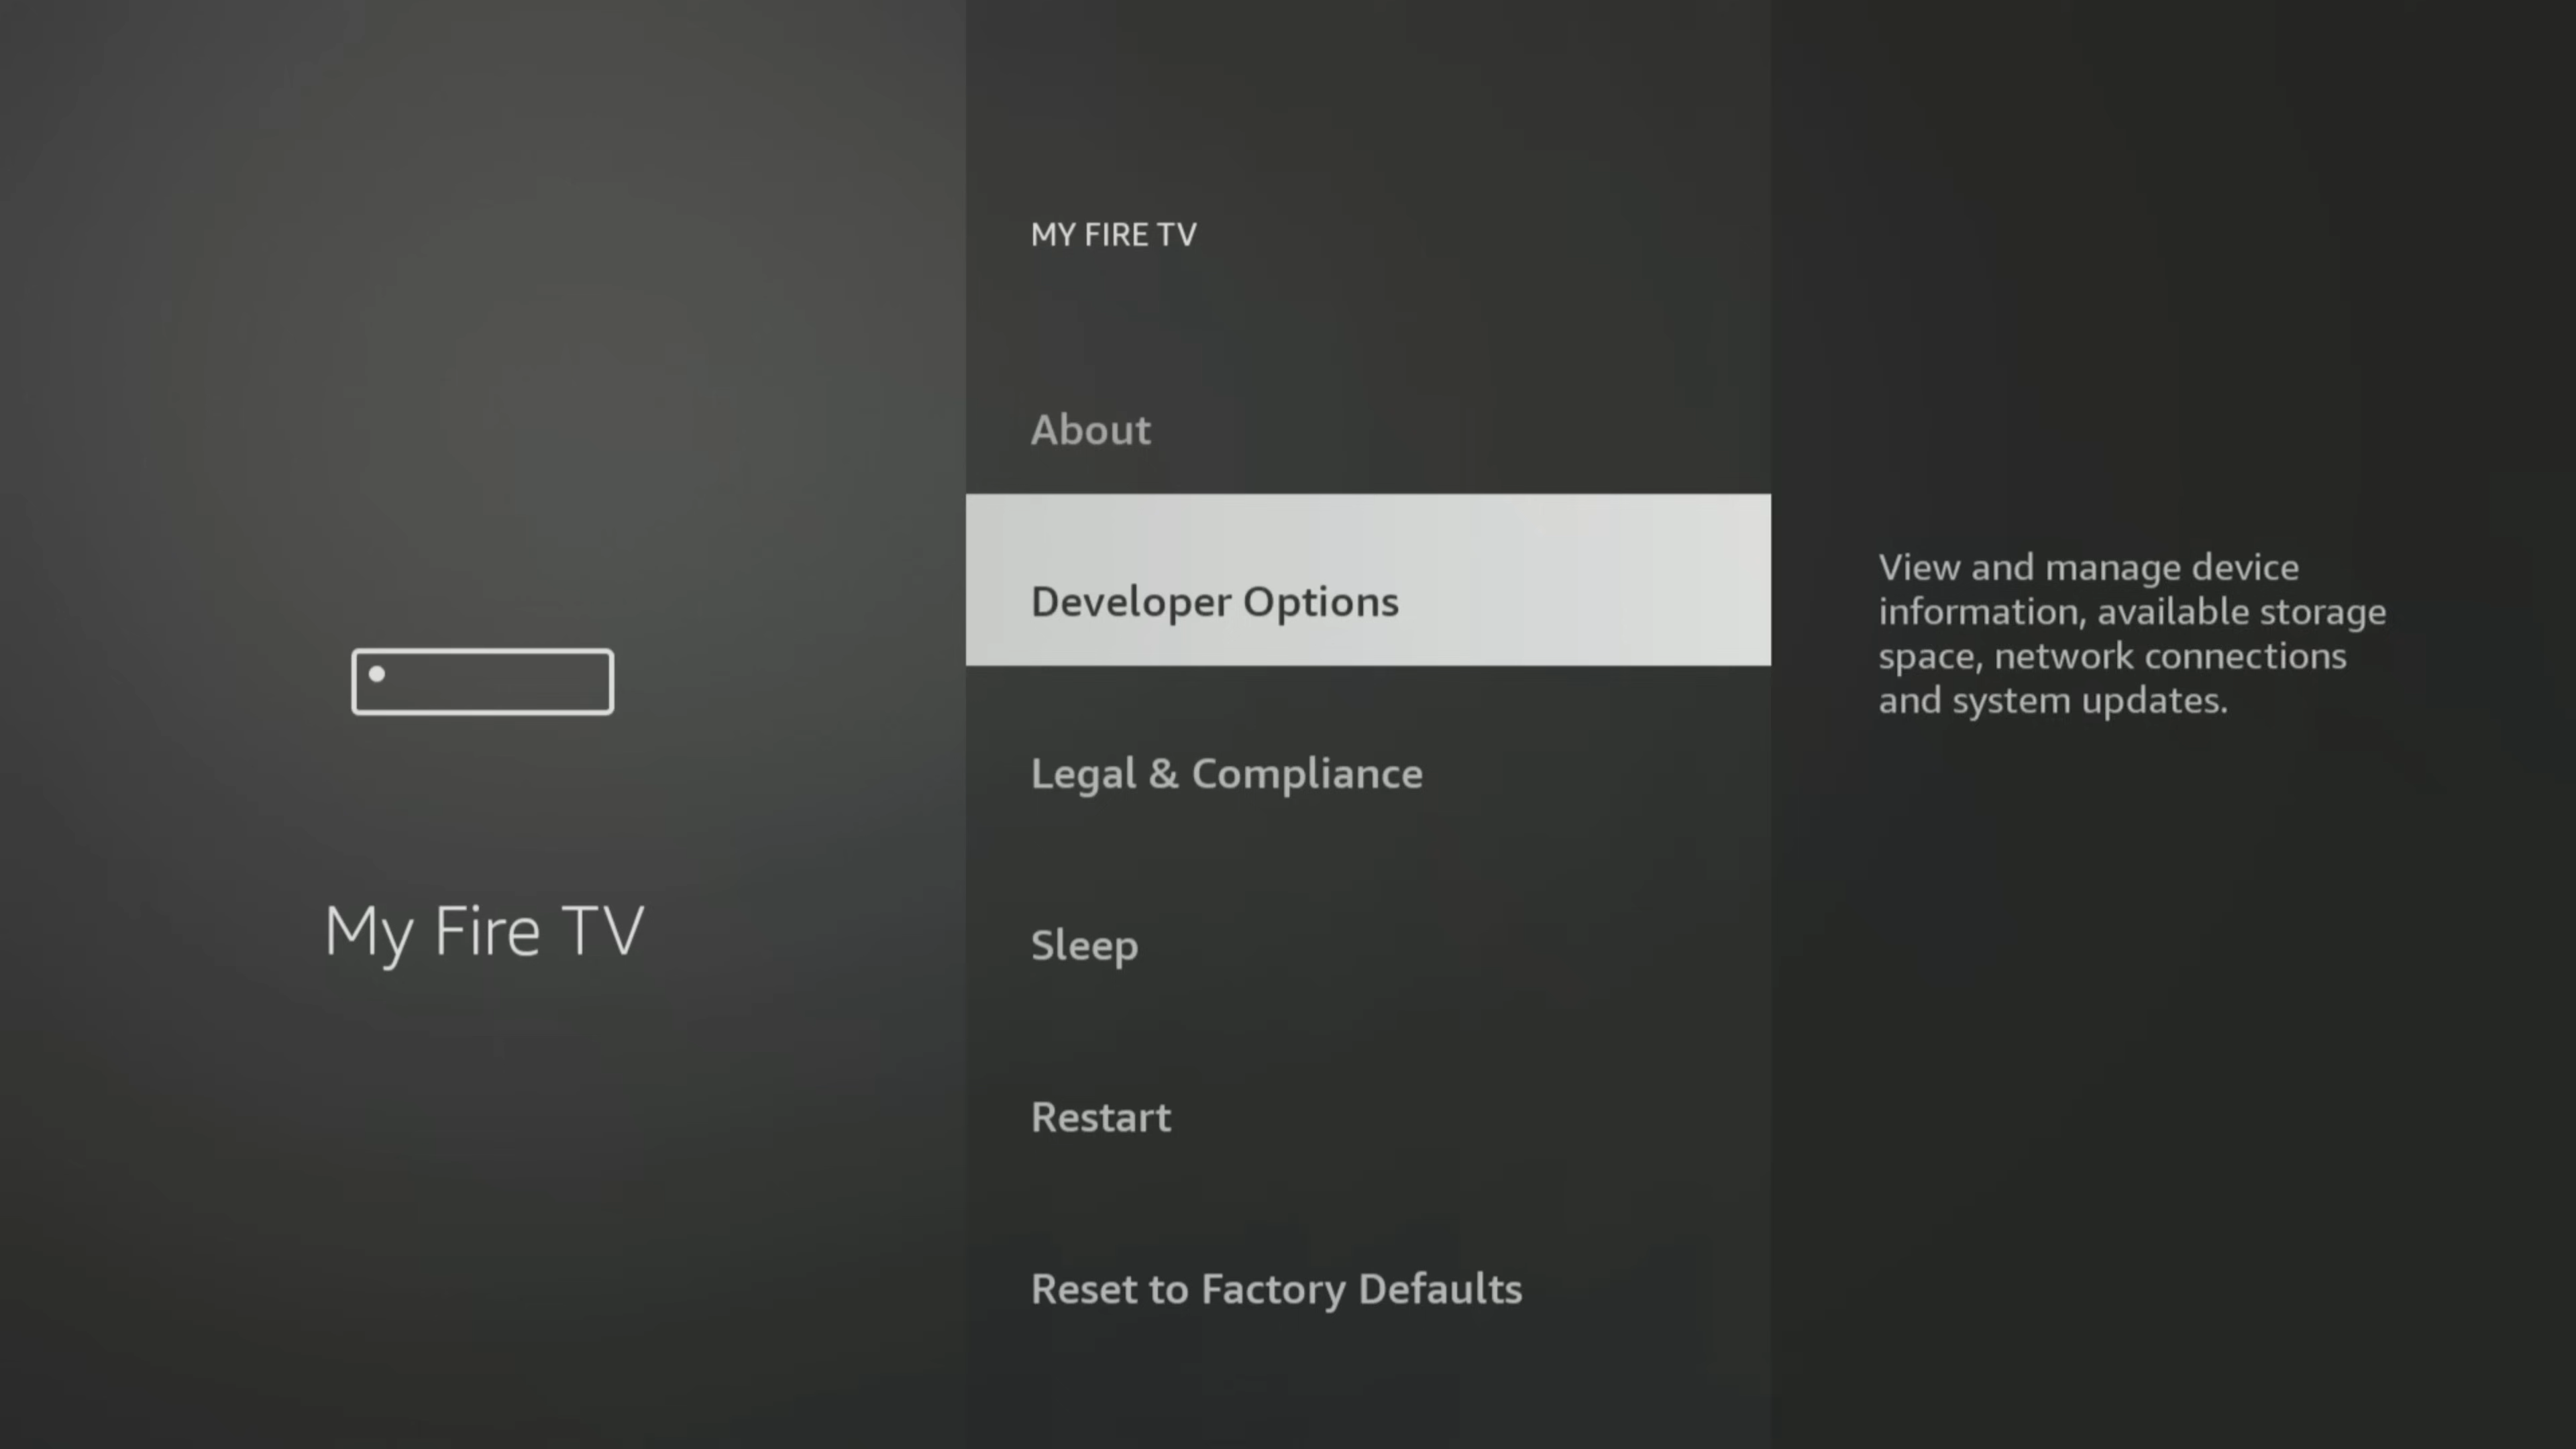 MY FIRE TV
About
Developer Options
Legal & Compliance
Sleep
Restart
Reset to Factory Defaults
My Fire TV
View and manage device
information, available storage
space, network connections
and system updates.